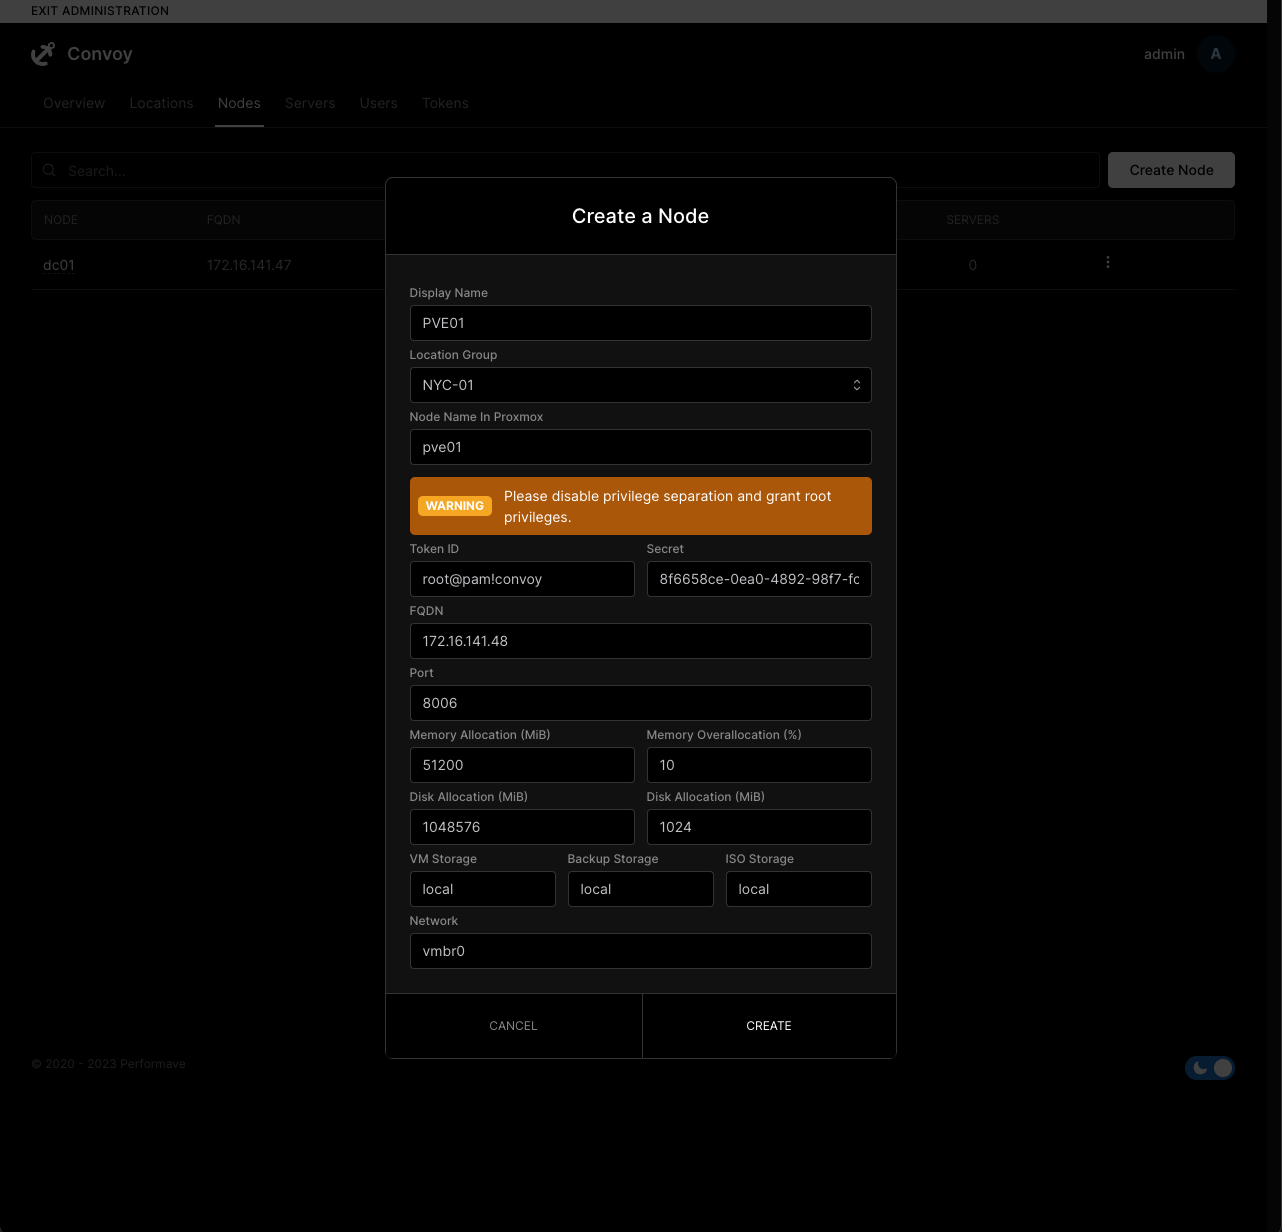 EXIT ADMINISTRATION
Convoy
admin
A
Overview
Locations
Nodes
Servers
Users
Tokens
Search...
Create Node
NODE
FQDN
SERVERS
dc01
172.16.141.47
0
Create a Node
Display Name
PVE01
Location Group
NYC-01
Node Name In Proxmox
pve01
WARNING
Please disable privilege separation and grant root
privileges.
Token ID
Secret
root@pam!convoy
8f6658ce-0ea0-4892-98f7-fc
FQDN
172.16.141.48
Port
8006
Memory Allocation (MiB)
Memory Overallocation (%)
51200
10
Disk Allocation (MiB)
Disk Allocation (MiB)
1048576
1024
VM Storage
Backup Storage
ISO Storage
local
local
local
Network
vmbr0
CANCEL
CREATE
© 2020 - 2023 Performave